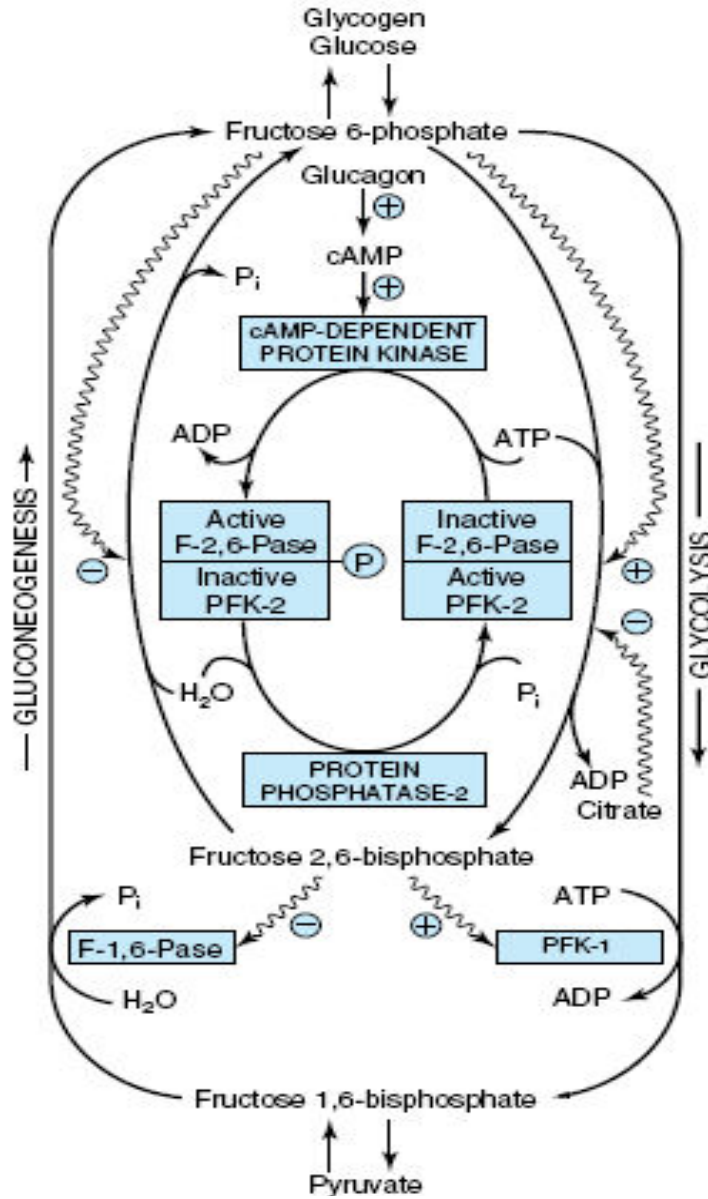 Glycogen
Glucose
Fructose 6-phosphate
Glucagon
+
cAMP
+
Pi
cAMP-DEPENDENT
PROTEIN KINASE
ADP
ATP
Active
F-2,6-Pase
Inactive
PFK-2
P
Inactive
F-2,6-Pase
Active
PFK-2
−
+
−
GLUCONEOGENESIS
GLYCOLYSIS
H2O
Pi
PROTEIN
PHOSPHATASE-2
ADP
Citrate
Fructose 2,6-bisphosphate
Pi
−
+
ATP
F-1,6-Pase
PFK-1
H2O
ADP
Fructose 1,6-bisphosphate
Pyruvate